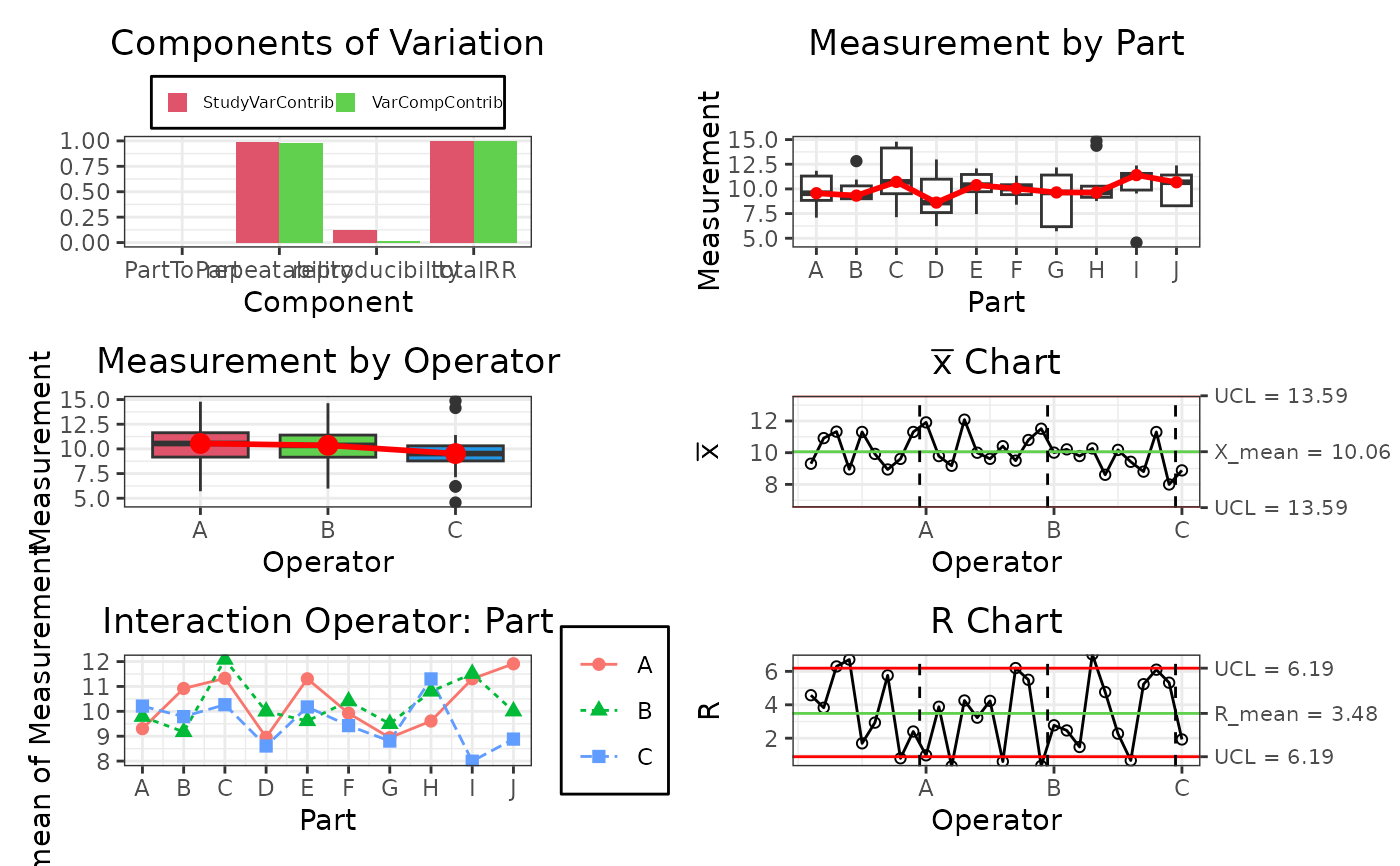 Components of Variation
StudyVarContrib VarCompContrib
1.00
0.75
0.50
0.25
0.00
PartToPart repeatability reproducibility totalRR
Component
Measurement by Part
Measurement
15.0
12.5
10.0
7.5
5.0
A B C D E F G H I J
Part
Measurement by Operator
Measurement
15.0
12.5
10.0
7.5
5.0
A B C
Operator
x̅ Chart
x̅
12
10
8
UCL = 13.59
X_mean = 10.06
UCL = 13.59
A B C
Operator
Interaction Operator: Part
mean of Measurement
12
11
10
9
8
A B C D E F G H I J
Part
A
B
C
R Chart
R
6
4
2
UCL = 6.19
R_mean = 3.48
UCL = 6.19
A B C
Operator